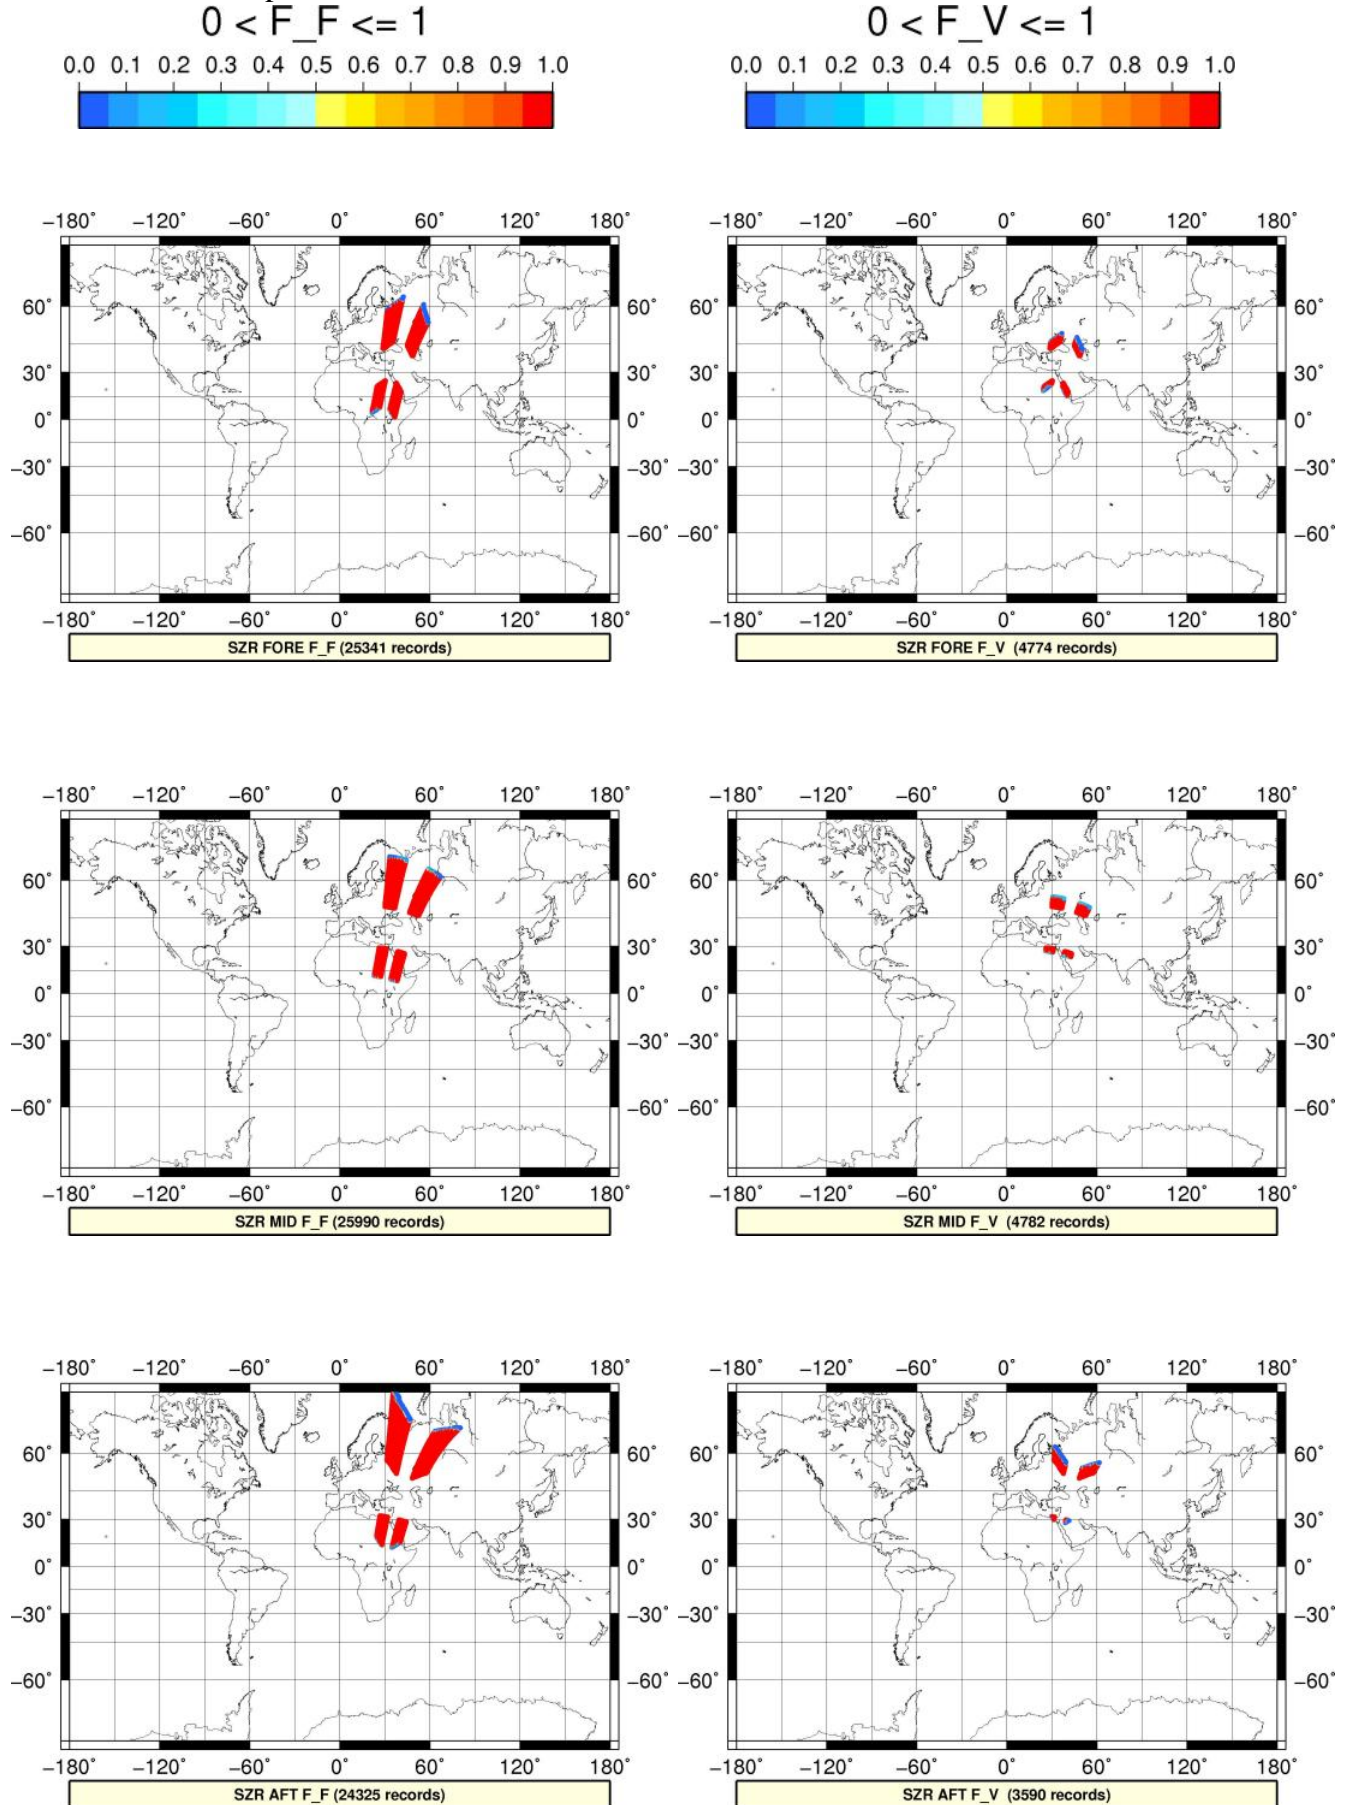 0 < F_F <= 1
0 < F_V <= 1
0.0 0.1 0.2 0.3 0.4 0.5 0.6 0.7 0.8 0.9 1.0
0.0 0.1 0.2 0.3 0.4 0.5 0.6 0.7 0.8 0.9 1.0
−180˚ −120˚ −60˚ 0˚ 60˚ 120˚ 180˚
−180˚ −120˚ −60˚ 0˚ 60˚ 120˚ 180˚
60˚ 60˚ 60˚
30˚ 30˚ 30˚ 30˚
0˚ 0˚ 0˚ 0˚
−30˚ −30˚ −30˚ −30˚
−60˚ −60˚ −60˚ −60˚
−180˚ −120˚ −60˚ 0˚ 60˚ 120˚ 180˚
−180˚ −120˚ −60˚ 0˚ 60˚ 120˚ 180˚
SZR FORE F_F (25341 records)
SZR FORE F_V (4774 records)
−180˚ −120˚ −60˚ 0˚ 60˚ 120˚ 180˚
−180˚ −120˚ −60˚ 0˚ 60˚ 120˚ 180˚
60˚ 60˚ 60˚
30˚ 30˚ 30˚ 30˚
0˚ 0˚ 0˚ 0˚
−30˚ −30˚ −30˚ −30˚
−60˚ −60˚ −60˚ −60˚
−180˚ −120˚ −60˚ 0˚ 60˚ 120˚ 180˚
−180˚ −120˚ −60˚ 0˚ 60˚ 120˚ 180˚
SZR MID F_F (25990 records)
SZR MID F_V (4782 records)
−180˚ −120˚ −60˚ 0˚ 60˚ 120˚ 180˚
−180˚ −120˚ −60˚ 0˚ 60˚ 120˚ 180˚
60˚ 60˚ 60˚
30˚ 30˚ 30˚ 30˚
0˚ 0˚ 0˚ 0˚
−30˚ −30˚ −30˚ −30˚
−60˚ −60˚ −60˚ −60˚
−180˚ −120˚ −60˚ 0˚ 60˚ 120˚ 180˚
−180˚ −120˚ −60˚ 0˚ 60˚ 120˚ 180˚
SZR AFT F_F (24325 records)
SZR AFT F_V (3590 records)